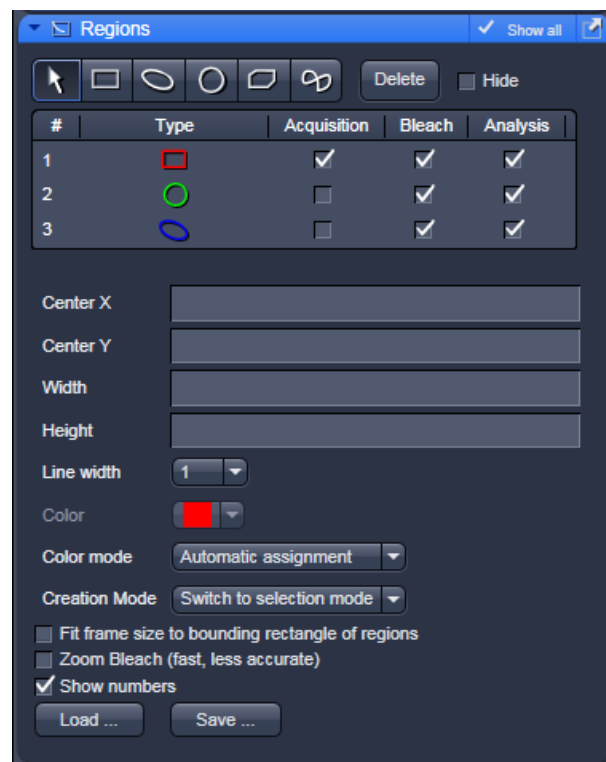 Regions Show all
Delete Hide
# Type Acquisition Bleach Analysis
1
2
3
Center X
Center Y
Width
Height
Line width 1
Color
Color mode Automatic assignment
Creation Mode Switch to selection mode
Fit frame size to bounding rectangle of regions
Zoom Bleach (fast, less accurate)
Show numbers
Load ... Save ...